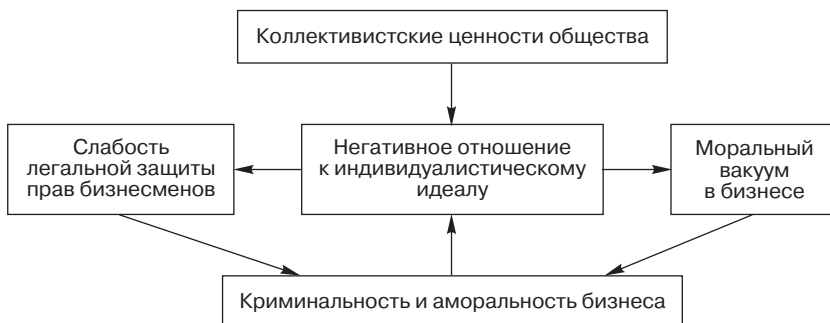 Коллективистские ценности общества
Слабость
легальной защиты
прав бизнесменов
Негативное отношение
к индивидуалистическому
идеалу
Моральный
вакуум
в бизнесе
Криминальность и аморальность бизнеса